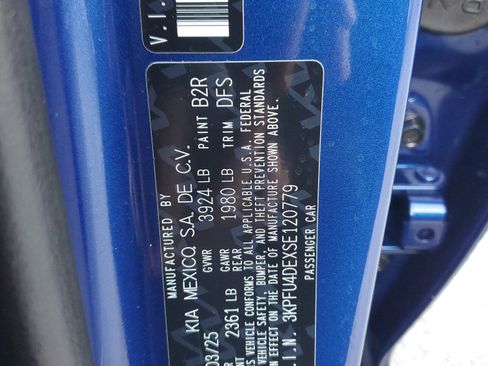 MANUFACTURED BY
KIA MEXICO, S.A. DE C.V.
03/25 GVWR 3924 LB PAINT B2R
2361 LB GAWR REAR 1980 LB TRIM DFS
VEHICLE CONFORMS TO ALL APPLICABLE U.S.A. FEDERAL
VEHICLE SAFETY, BUMPER, AND THEFT PREVENTION STANDARDS
EFFECT ON THE DATE OF MANUFACTURE SHOWN ABOVE.
V.I.N. 3KPFU4DEXSE120779
PASSENGER CAR
V.I.